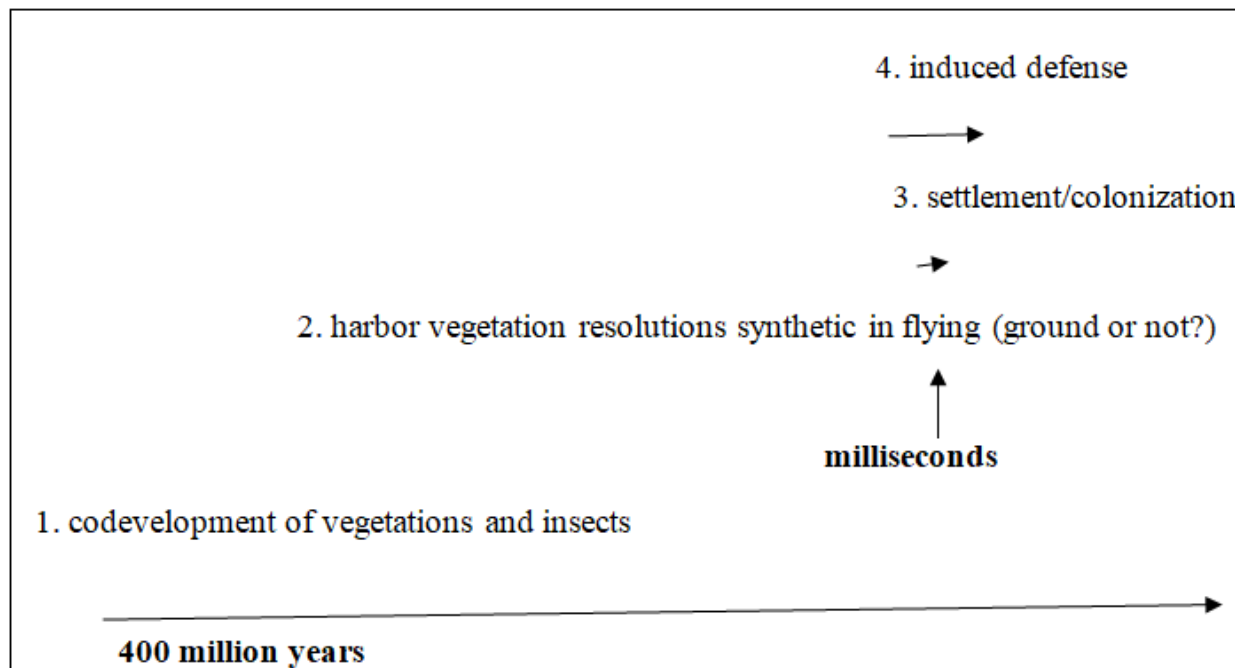 4. induced defense
3. settlement/colonization
2. harbor vegetation resolutions synthetic in flying (ground or not?)
milliseconds
1. codevelopment of vegetations and insects
400 million years